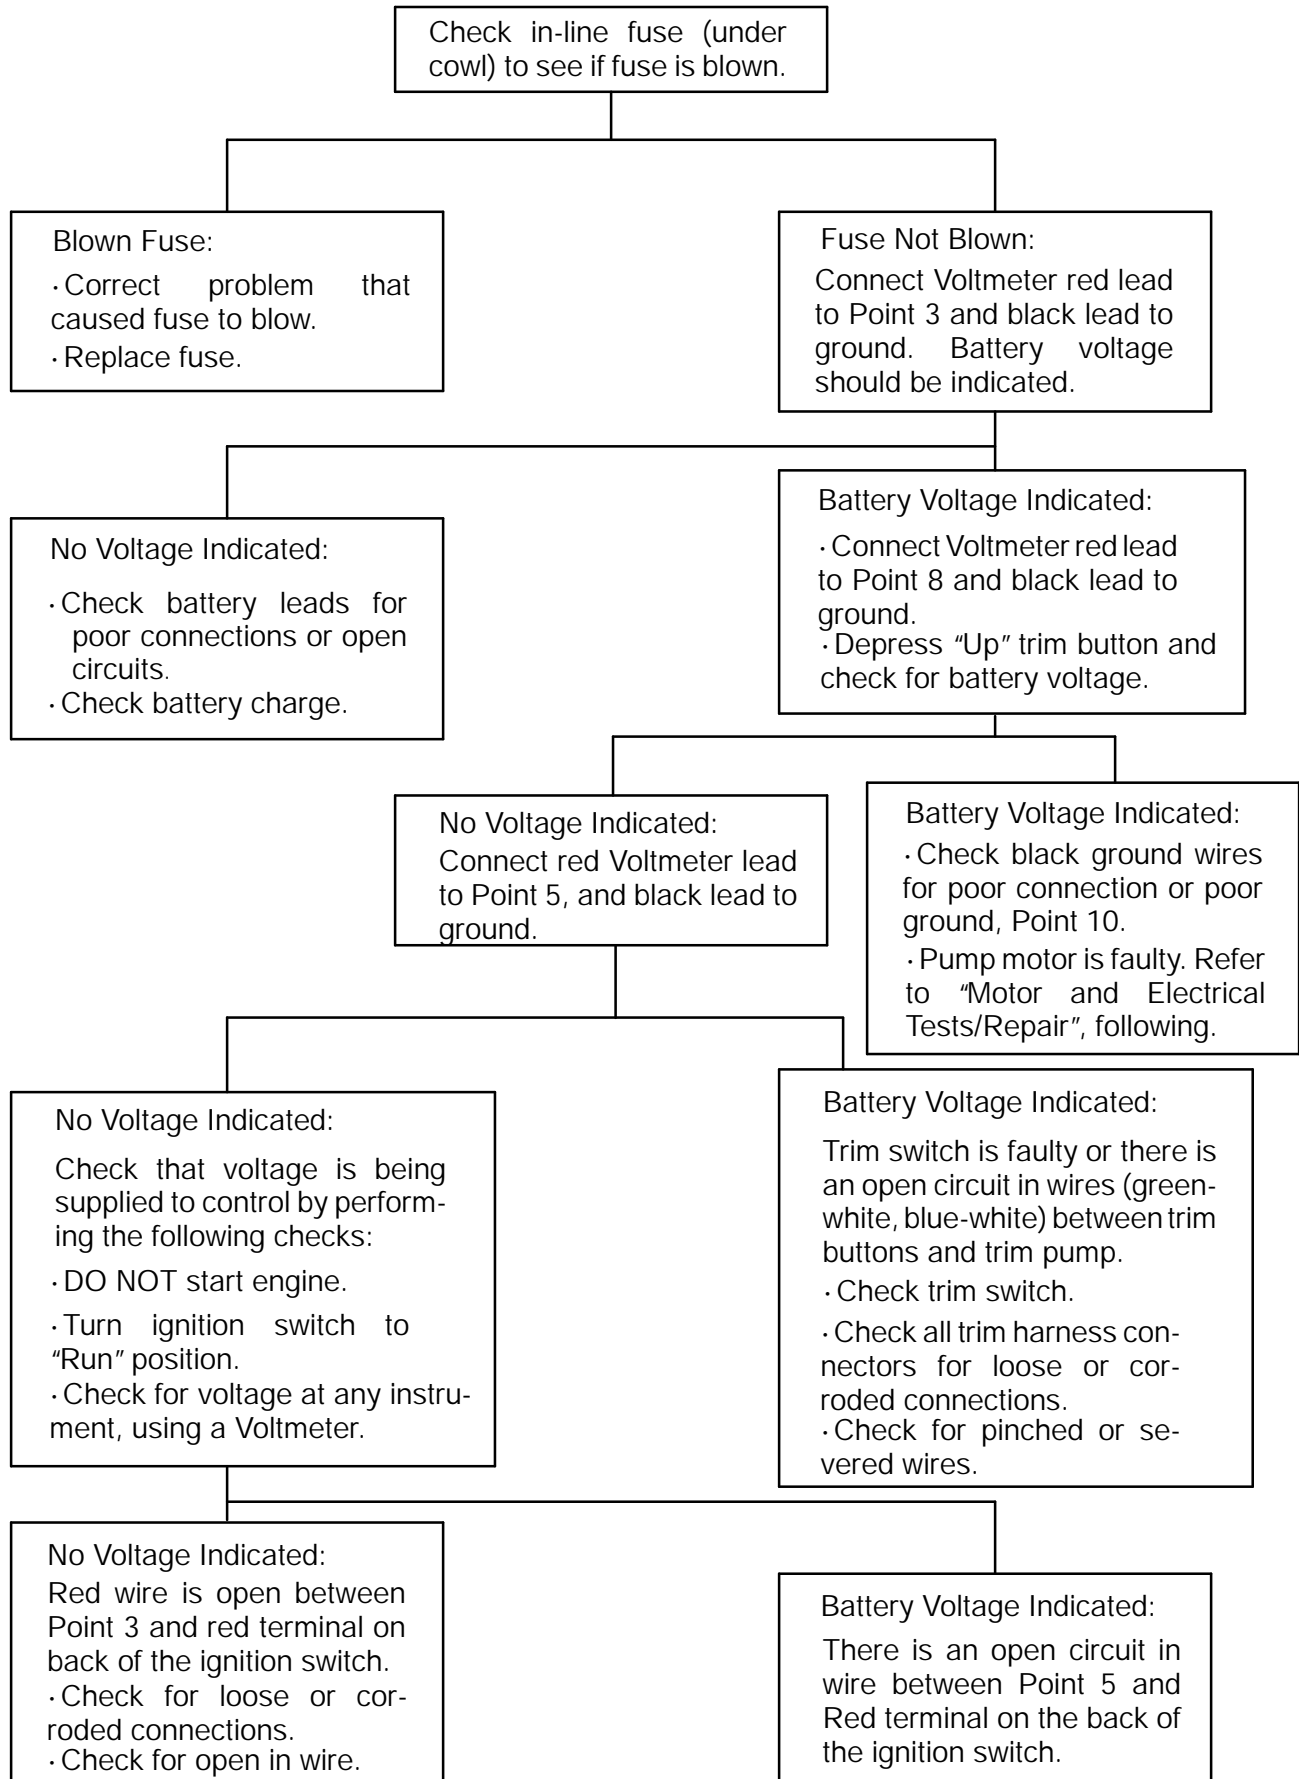 Check in-line fuse (under
cowl) to see if fuse is blown.
Blown Fuse:
· Correct problem that
caused fuse to blow.
· Replace fuse.
Fuse Not Blown:
Connect Voltmeter red lead
to Point 3 and black lead to
ground. Battery voltage
should be indicated.
No Voltage Indicated:
· Check battery leads for
poor connections or open
circuits.
· Check battery charge.
Battery Voltage Indicated:
· Connect Voltmeter red lead
to Point 8 and black lead to
ground.
· Depress “Up” trim button and
check for battery voltage.
No Voltage Indicated:
Connect red Voltmeter lead
to Point 5, and black lead to
ground.
Battery Voltage Indicated:
· Check black ground wires
for poor connection or poor
ground, Point 10.
· Pump motor is faulty. Refer
to “Motor and Electrical
Tests/Repair”, following.
No Voltage Indicated:
Check that voltage is being
supplied to control by perform-
ing the following checks:
· DO NOT start engine.
· Turn ignition switch to
“Run” position.
· Check for voltage at any instru-
ment, using a Voltmeter.
Battery Voltage Indicated:
Trim switch is faulty or there is
an open circuit in wires (green-
white, blue-white) between trim
buttons and trim pump.
· Check trim switch.
· Check all trim harness con-
nectors for loose or cor-
roded connections.
· Check for pinched or se-
vered wires.
No Voltage Indicated:
Red wire is open between
Point 3 and red terminal on
back of the ignition switch.
· Check for loose or cor-
roded connections.
· Check for open in wire.
Battery Voltage Indicated:
There is an open circuit in
wire between Point 5 and
Red terminal on the back of
the ignition switch.